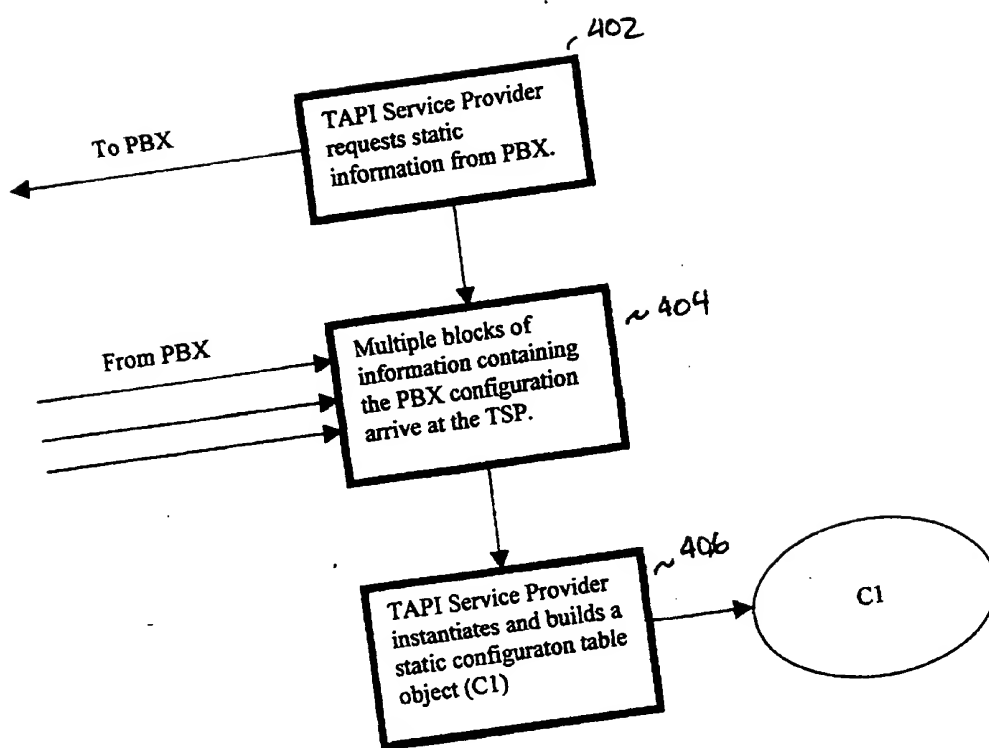 402
TAPI Service Provider
requests static
information from PBX.
To PBX
404
Multiple blocks of
information containing
the PBX configuration
arrive at the TSP.
From PBX
406
TAPI Service Provider
instantiates and builds a
static configuraton table
object (C1)
C1